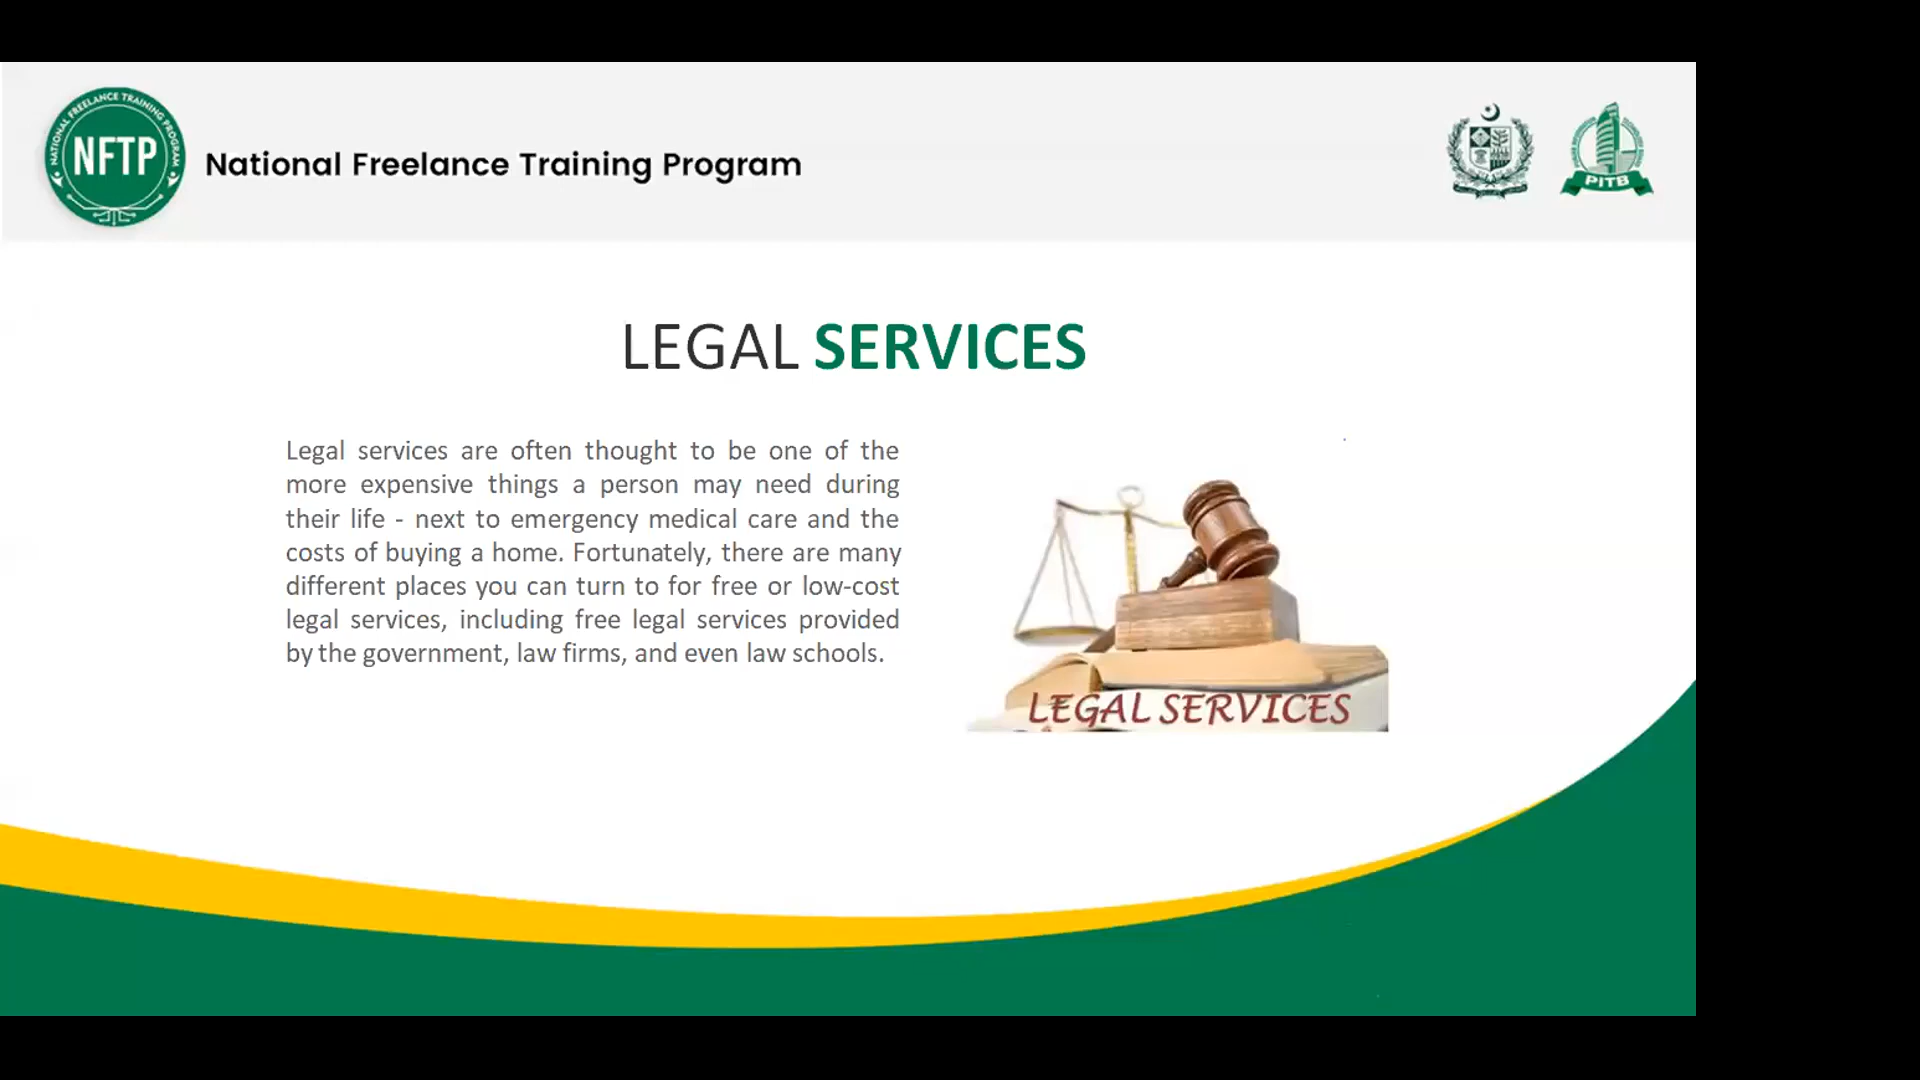 NATIONAL FREELANCE TRAINING PROGRAM
NFTP
National Freelance Training Program
PITB
LEGAL SERVICES
Legal services are often thought to be one of the
more expensive things a person may need during
their life - next to emergency medical care and the
costs of buying a home. Fortunately, there are many
different places you can turn to for free or low-cost
legal services, including free legal services provided
by the government, law firms, and even law schools.
LEGAL SERVICES